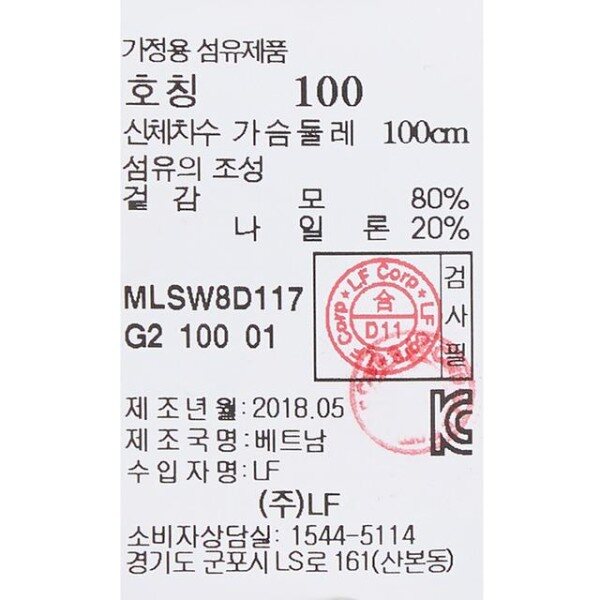 가정용 섬유제품
호칭 100
신체치수 가슴둘레 100cm
섬유의 조성
겉감 모 80%
나일론 20%
MLSW8D117
G2 100 01
LF Corp ★ LF Corp ★ LF Corp ★
合
D11
검사필
제조년월:2018.05
제조국명:베트남
수입자명:LF
(주)LF
소비자상담실: 1544-5114
경기도 군포시 LS로 161(산본동)